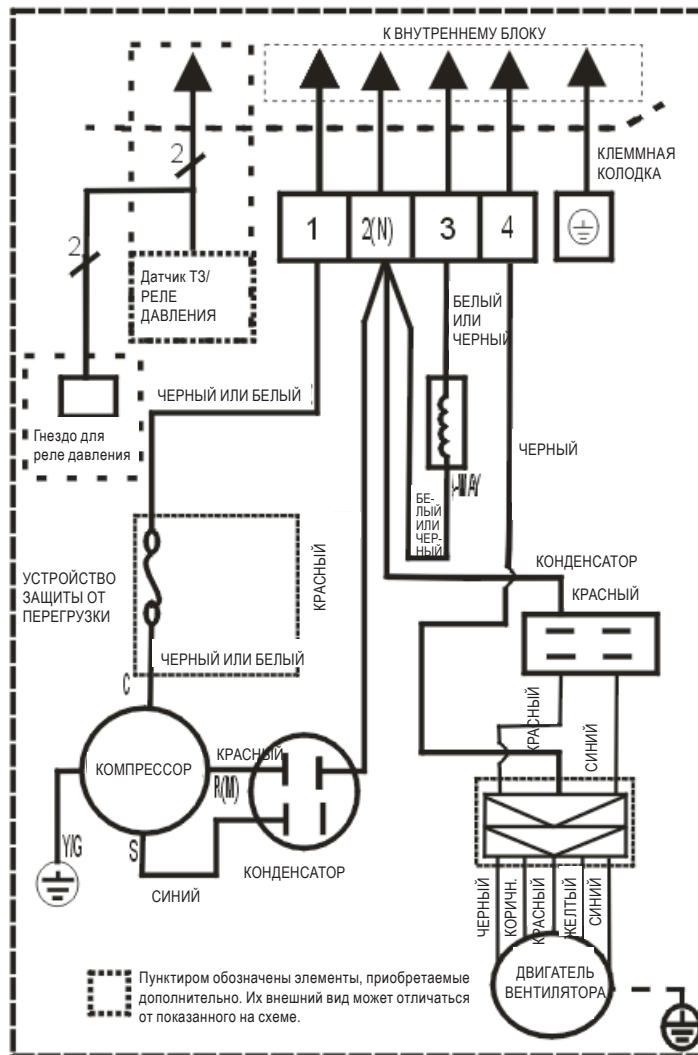 К ВНУТРЕННЕМУ БЛОКУ
2
КЛЕММНАЯ
КОЛОДКА
1
2(N)
3
4
2
Датчик Т3/
РЕЛЕ
ДАВЛЕНИЯ
БЕЛЫЙ
ИЛИ
ЧЕРНЫЙ
ЧЕРНЫЙ ИЛИ БЕЛЫЙ
Гнездо для
реле давления
ЧЕРНЫЙ
БЕ-
ЛЫЙ
ИЛИ
ЧЕР-
НЫЙ
КРАСНЫЙ
КОНДЕНСАТОР
КРАСНЫЙ
УСТРОЙСТВО
ЗАЩИТЫ ОТ
ПЕРЕГРУЗКИ
ЧЕРНЫЙ ИЛИ БЕЛЫЙ
C
КРАСНЫЙ
СИНИЙ
КОМПРЕССОР
КРАСНЫЙ
R(M)
Y/G
S
КОНДЕНСАТОР
СИНИЙ
ЧЕРНЫЙ
КОРИЧН.
КРАСНЫЙ
ЖЕЛТЫЙ
СИНИЙ
ДВИГАТЕЛЬ
ВЕНТИЛЯТОРА
Пунктиром обозначены элементы, приобретаемые
дополнительно. Их внешний вид может отличаться
от показанного на схеме.